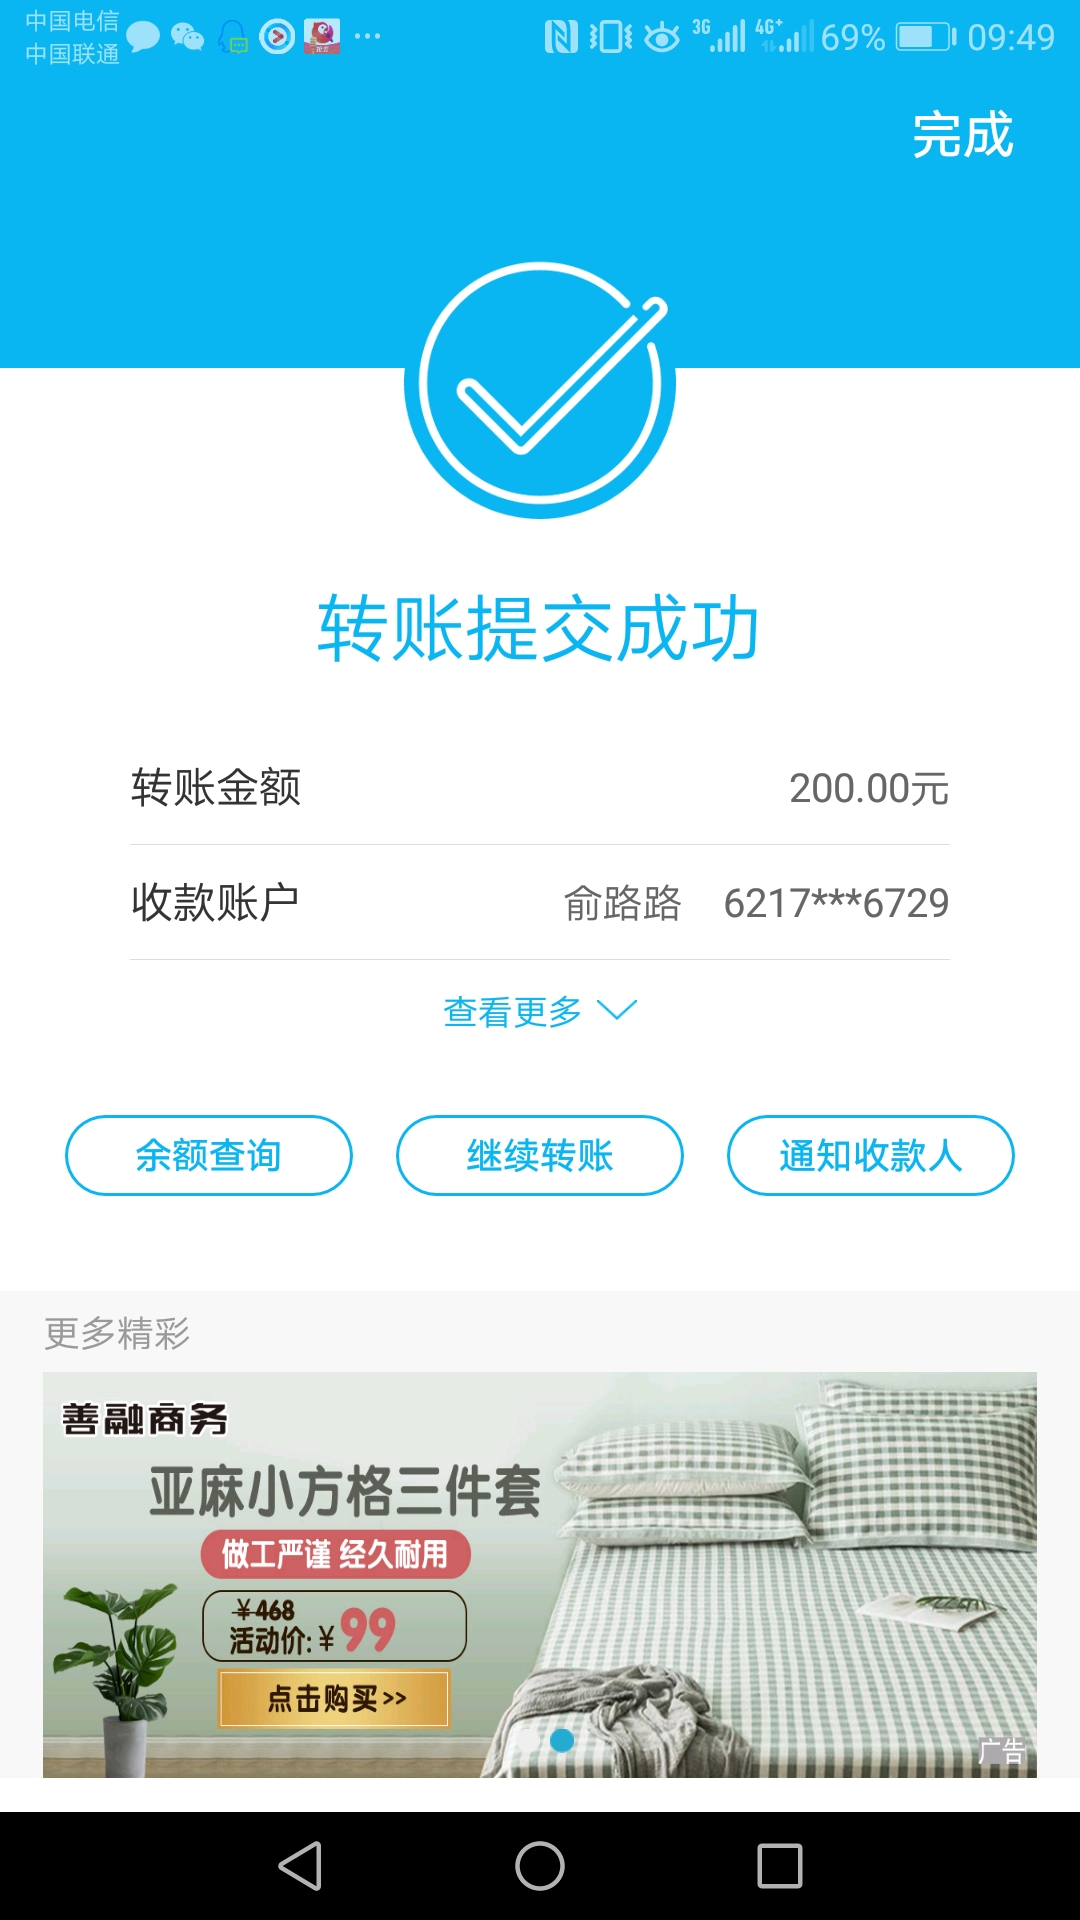 中国电信
中国联通
3G
4G+
69%
09:49
完成
转账提交成功
转账金额 200.00元
收款账户 俞路路 6217***6729
查看更多
余额查询 继续转账 通知收款人
更多精彩
善融商务
亚麻小方格三件套
做工严谨 经久耐用
￥468
活动价:￥99
点击购买>>
广告